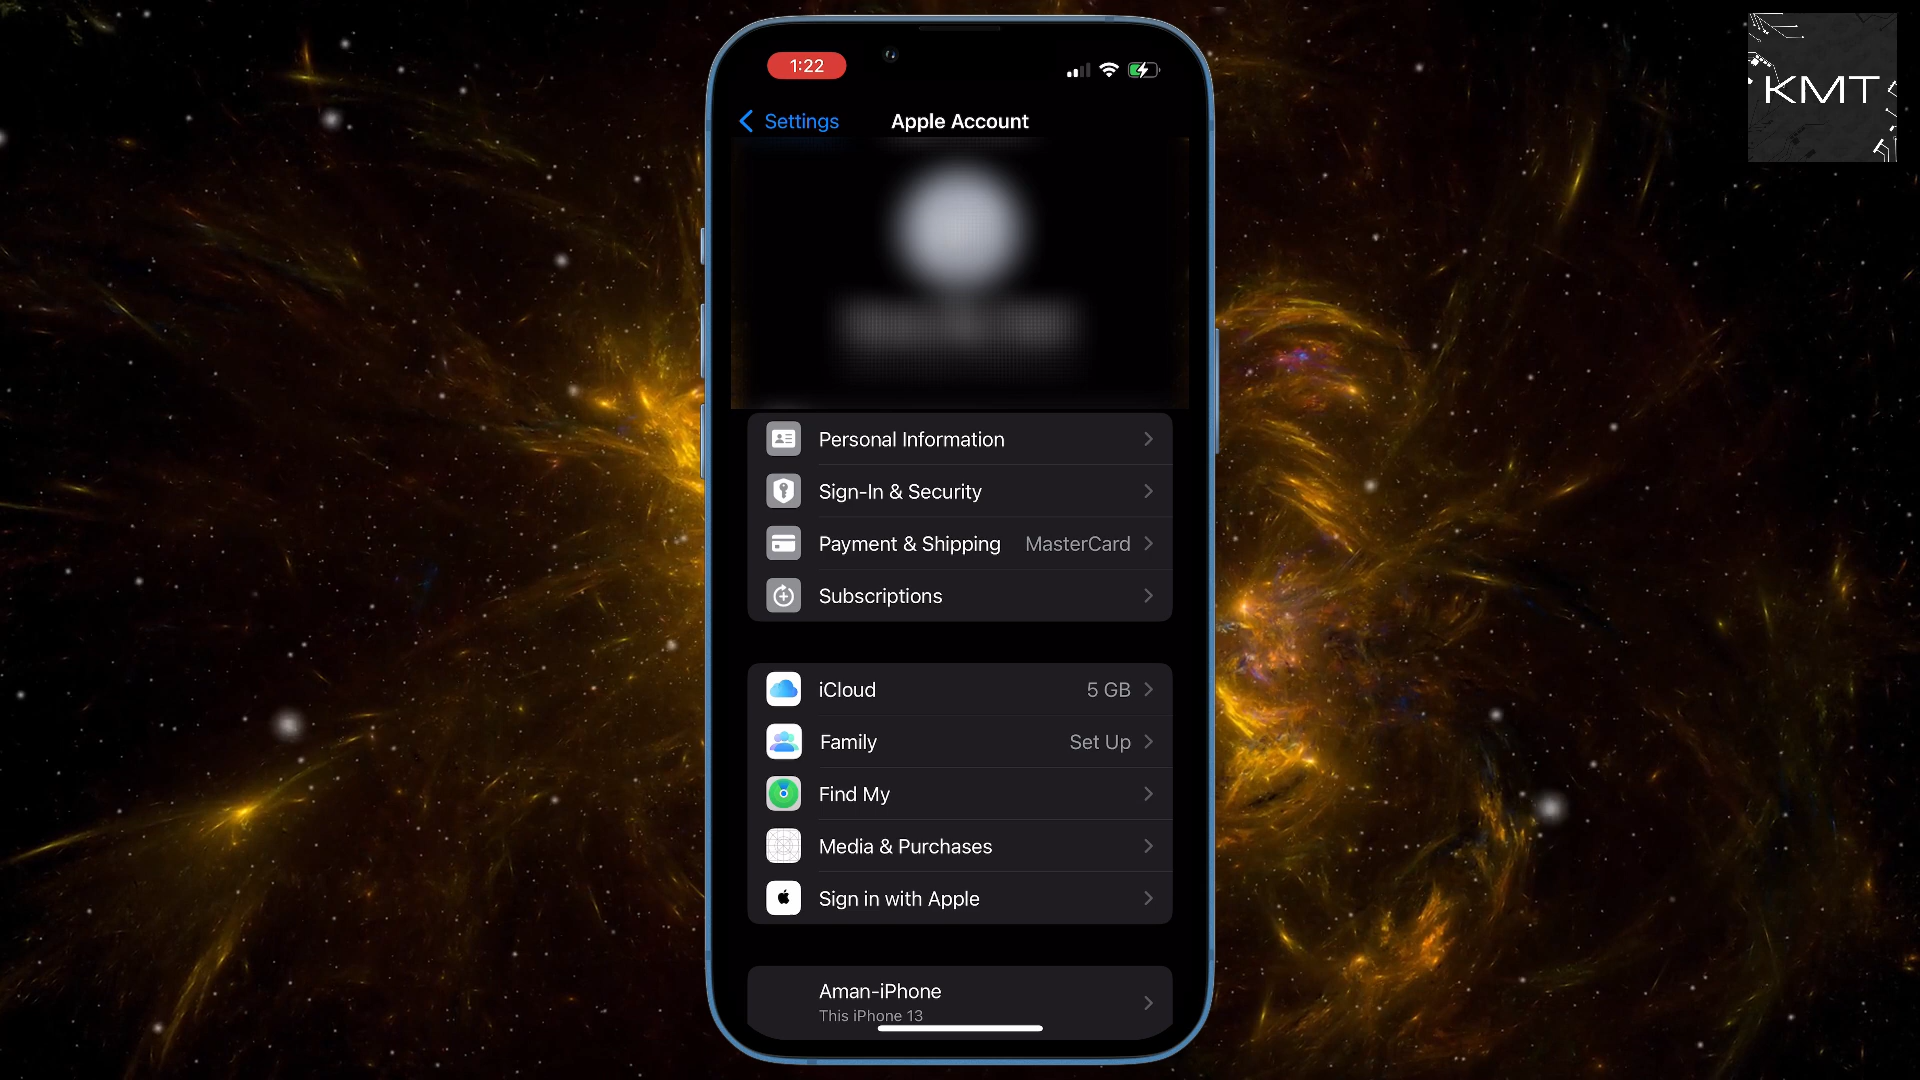 1:22
KMT
Settings
Apple Account
Personal Information
Sign-In & Security
Payment & Shipping MasterCard
Subscriptions
iCloud 5 GB
Family Set Up
Find My
Media & Purchases
Sign in with Apple
Aman-iPhone
This iPhone 13